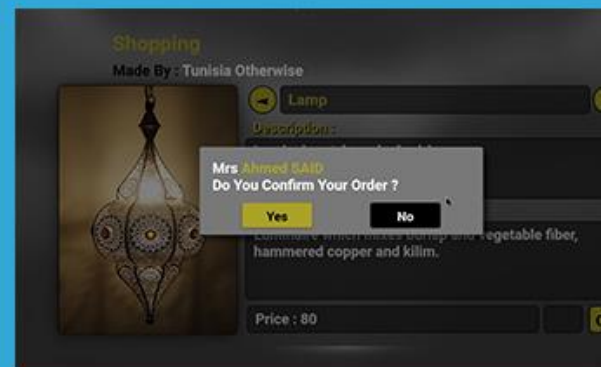 Shopping
Made By : Tunisia Otherwise
Lamp
Description :
Mrs Ahmed SAID
Do You Confirm Your Order ?
Yes
No
Luminaire which mixes burlap and vegetable fiber,
hammered copper and kilim.
Price : 80